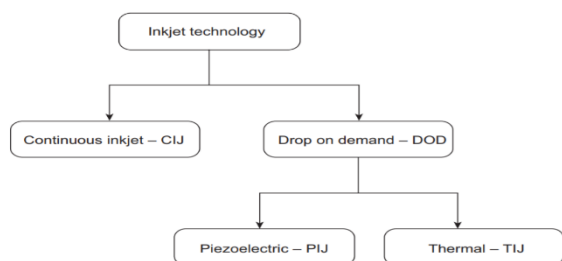 Inkjet technology
Continuous inkjet – CIJ
Drop on demand – DOD
Piezoelectric – PIJ
Thermal – TIJ